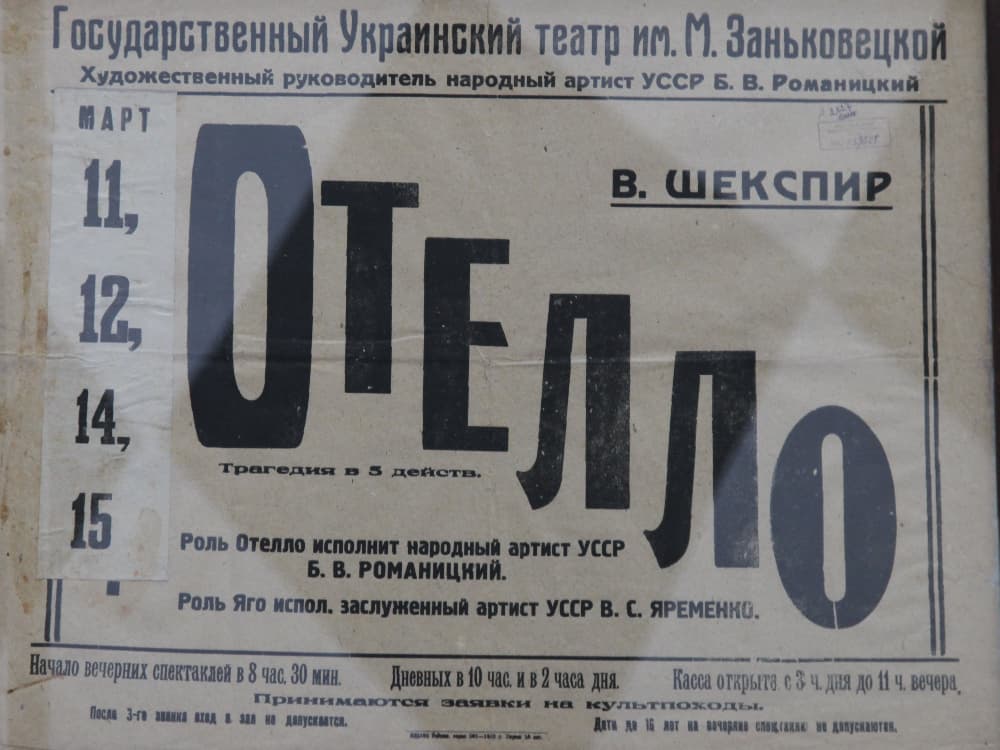 Государственный Украинский театр им. М. Заньковецкой
Художественный руководитель народный артист УССР Б. В. Романицкий
МАРТ
11,
12,
14,
15
В. ШЕКСПИР
ОТЕЛЛО
Трагедия в 5 действ.
Роль Отелло исполнит народный артист УССР
Б. В. РОМАНИЦКИЙ.
Роль Яго испол. заслуженный артист УССР В. С. ЯРЕМЕНКО.
Начало вечерних спектаклей в 8 час. 30 мин. Дневных в 10 час. и в 2 часа дня. Касса открыта с 3 ч. дня до 11 ч. вечера.
Принимаются заявки на культпоходы.
После 3-го звонка вход в зал не допускается. Дети до 16 лет на вечерние спектакли не допускаются.